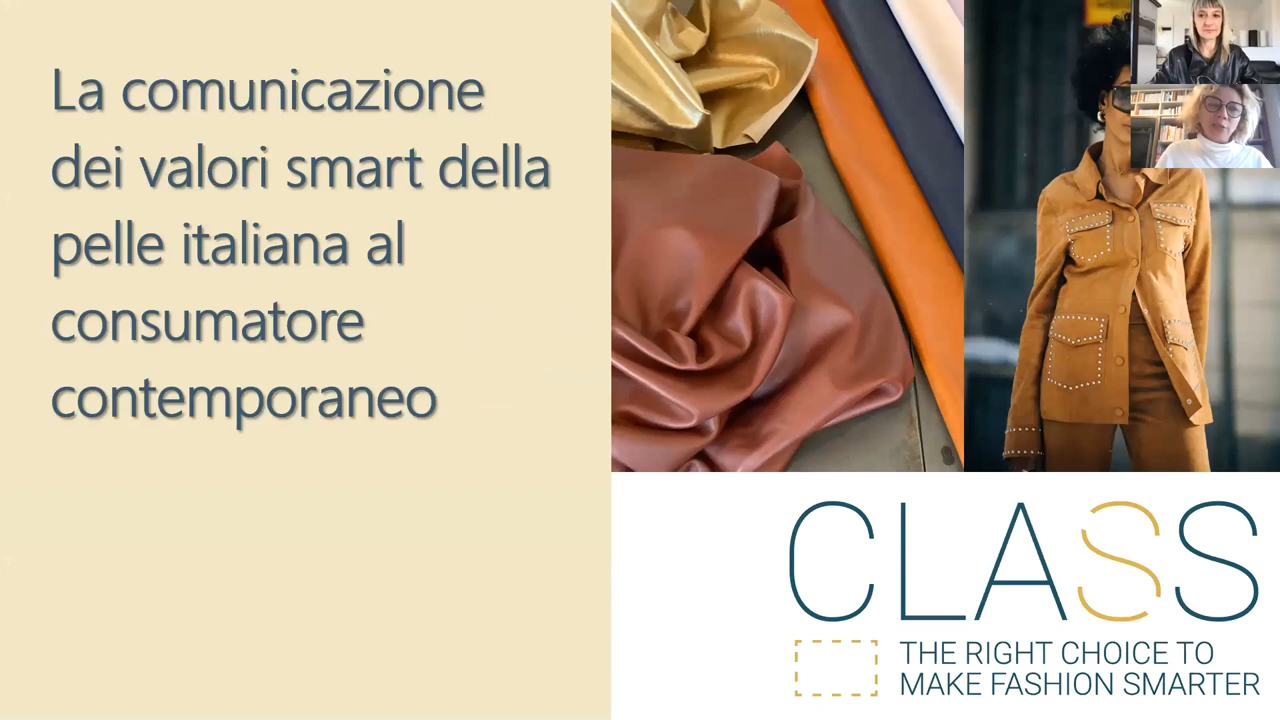 La comunicazione
dei valori smart della
pelle italiana al
consumatore
contemporaneo
CLASS
THE RIGHT CHOICE TO
MAKE FASHION SMARTER